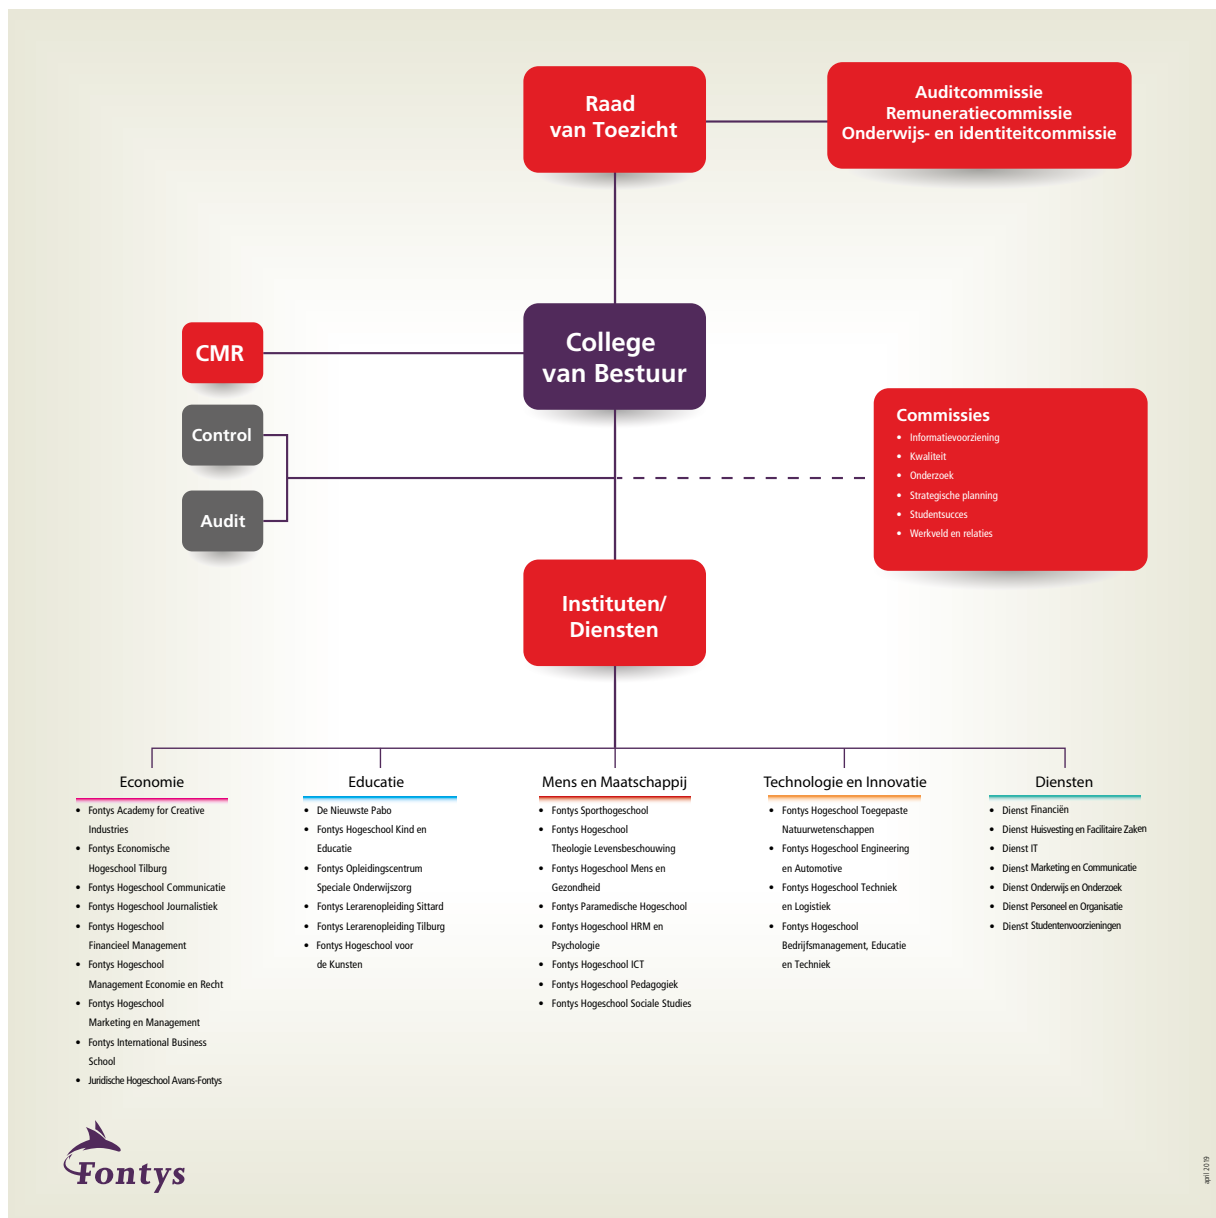 Raad
van Toezicht
Auditcommissie
Remuneratiecommissie
Onderwijs- en identiteitcommissie
College
van Bestuur
CMR
Control
Audit
Commissies
• Informatievoorziening
• Kwaliteit
• Onderzoek
• Strategische planning
• Studentsucces
• Werkveld en relaties
Instituten/
Diensten
Economie
• Fontys Academy for Creative
Industries
• Fontys Economische
Hogeschool Tilburg
• Fontys Hogeschool Communicatie
• Fontys Hogeschool Journalistiek
• Fontys Hogeschool
Financieel Management
• Fontys Hogeschool
Management Economie en Recht
• Fontys Hogeschool
Marketing en Management
• Fontys International Business
School
• Juridische Hogeschool Avans-Fontys
Educatie
• De Nieuwste Pabo
• Fontys Hogeschool Kind en
Educatie
• Fontys Opleidingscentrum
Speciale Onderwijszorg
• Fontys Lerarenopleiding Sittard
• Fontys Lerarenopleiding Tilburg
• Fontys Hogeschool voor
de Kunsten
Mens en Maatschappij
• Fontys Sporthogeschool
• Fontys Hogeschool
Theologie Levensbeschouwing
• Fontys Hogeschool Mens en
Gezondheid
• Fontys Paramedische Hogeschool
• Fontys Hogeschool HRM en
Psychologie
• Fontys Hogeschool ICT
• Fontys Hogeschool Pedagogiek
• Fontys Hogeschool Sociale Studies
Technologie en Innovatie
• Fontys Hogeschool Toegepaste
Natuurwetenschappen
• Fontys Hogeschool Engineering
en Automotive
• Fontys Hogeschool Techniek
en Logistiek
• Fontys Hogeschool
Bedrijfsmanagement, Educatie
en Techniek
Diensten
• Dienst Financiën
• Dienst Huisvesting en Facilitaire Zaken
• Dienst IT
• Dienst Marketing en Communicatie
• Dienst Onderwijs en Onderzoek
• Dienst Personeel en Organisatie
• Dienst Studentenvoorzieningen
Fontys
april 2019